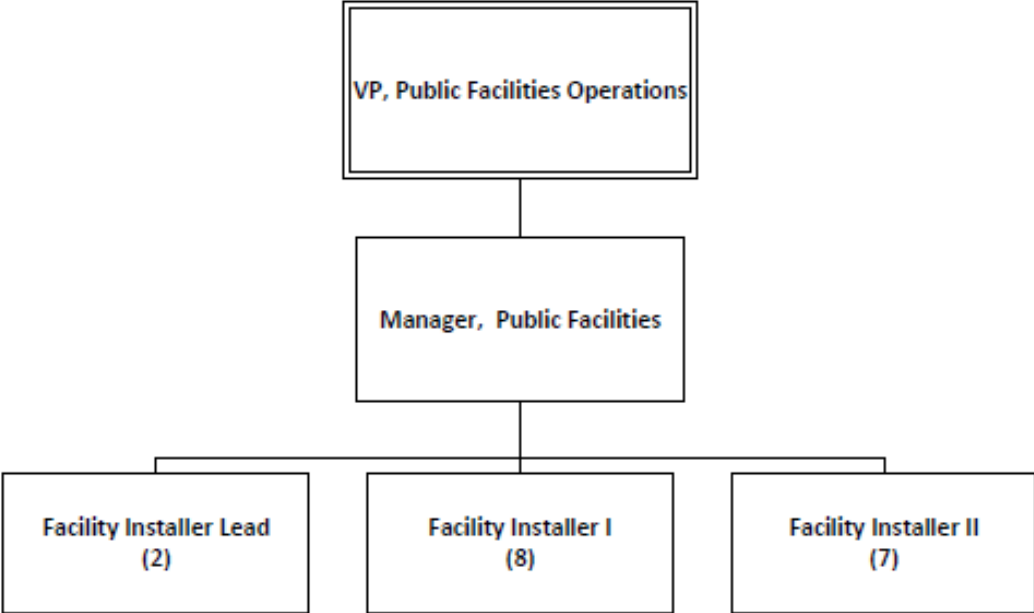 VP, Public Facilities Operations
Manager,  Public Facilities
Facility Installer Lead
(2)
Facility Installer I
(8)
Facility Installer II
(7)